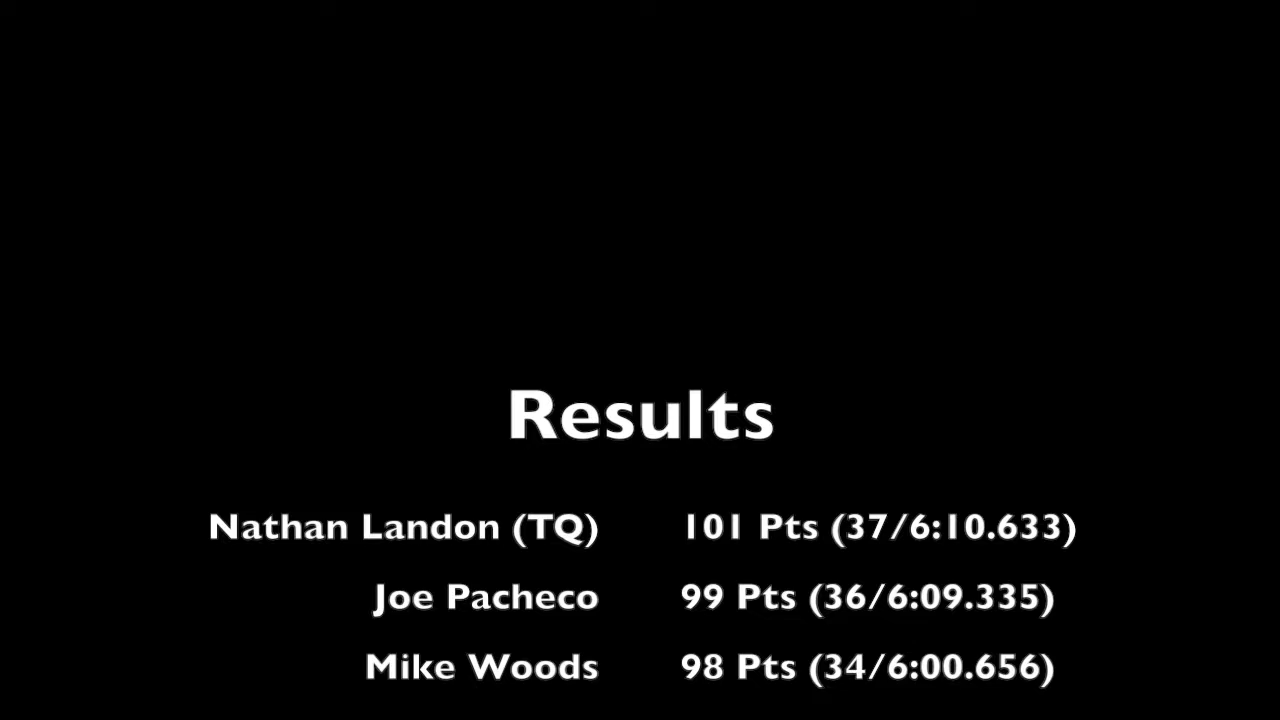 Results
Nathan Landon (TQ) 101 Pts (37/6:10.633)
Joe Pacheco 99 Pts (36/6:09.335)
Mike Woods 98 Pts (34/6:00.656)